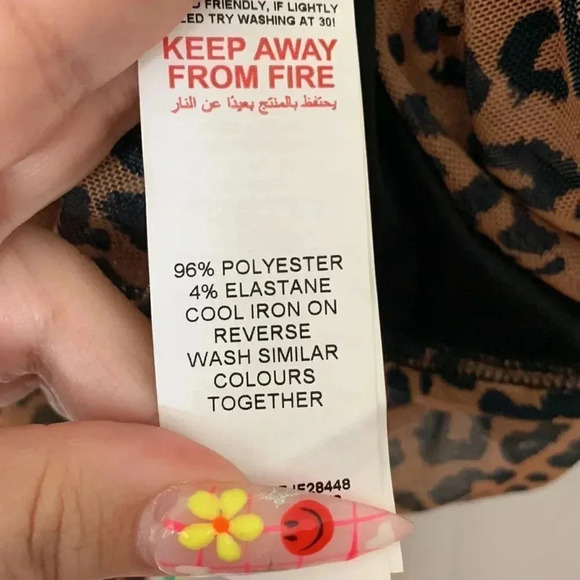 FRIENDLY, IF LIGHTLY
TRY WASHING AT 30!
KEEP AWAY
FROM FIRE
يحتفظ بالمنتج بعيدًا عن النار
96% POLYESTER
4% ELASTANE
COOL IRON ON
REVERSE
WASH SIMILAR
COLOURS
TOGETHER